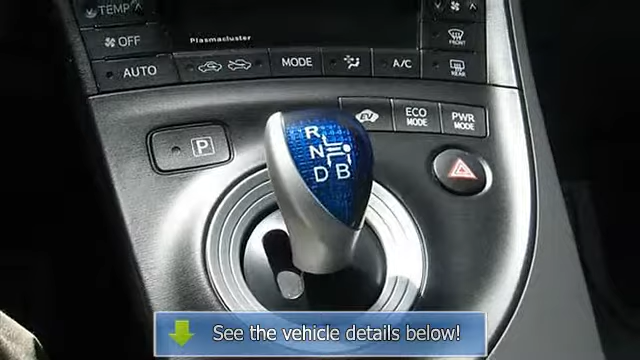 TEMP
OFF
Plasmacluster
AUTO
MODE
A/C
FRONT
REAR
EV
ECO
MODE
PWR
MODE
P
R
N
D B
See the vehicle details below!